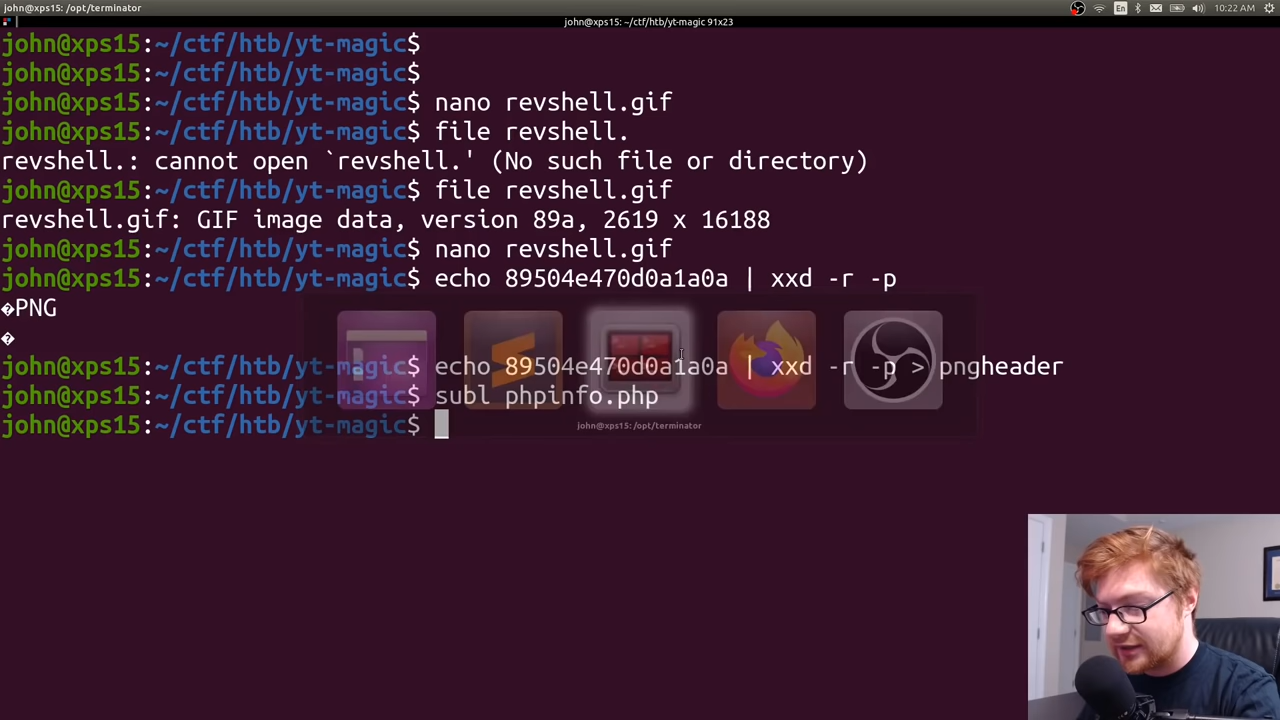 john@xps15: /opt/terminator
En
10:22 AM
john@xps15: ~/ctf/htb/yt-magic 91x23
john@xps15:~/ctf/htb/yt-magic$
john@xps15:~/ctf/htb/yt-magic$
john@xps15:~/ctf/htb/yt-magic$ nano revshell.gif
john@xps15:~/ctf/htb/yt-magic$ file revshell.
revshell.: cannot open `revshell.' (No such file or directory)
john@xps15:~/ctf/htb/yt-magic$ file revshell.gif
revshell.gif: GIF image data, version 89a, 2619 x 16188
john@xps15:~/ctf/htb/yt-magic$ nano revshell.gif
john@xps15:~/ctf/htb/yt-magic$ echo 89504e470d0a1a0a | xxd -r -p
�PNG
�
john@xps15:~/ctf/htb/yt-magic$ echo 89504e470d0a1a0a | xxd -r -p > pngheader
john@xps15:~/ctf/htb/yt-magic$ subl phpinfo.php
john@xps15:~/ctf/htb/yt-magic$
john@xps15: /opt/terminator